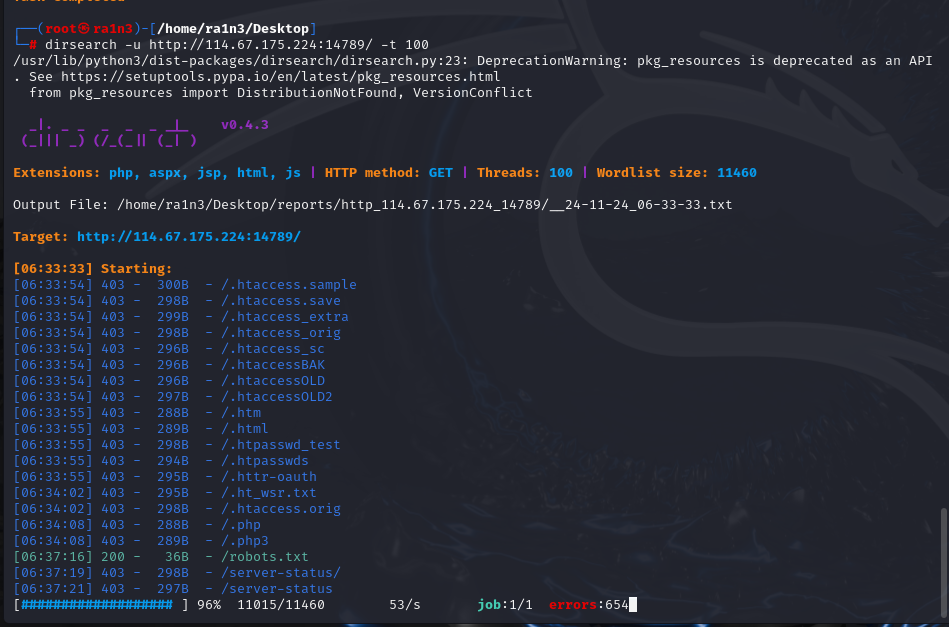 ┌──(root㉿ra1n3)-[/home/ra1n3/Desktop]
└─# dirsearch -u http://114.67.175.224:14789/ -t 100
/usr/lib/python3/dist-packages/dirsearch/dirsearch.py:23: DeprecationWarning: pkg_resources is deprecated as an API
. See https://setuptools.pypa.io/en/latest/pkg_resources.html
  from pkg_resources import DistributionNotFound, VersionConflict
  _|. _ _  _  _  _ _|_    v0.4.3
 (_||| _) (/_(_|| (_| )
Extensions: php, aspx, jsp, html, js | HTTP method: GET | Threads: 100 | Wordlist size: 11460
Output File: /home/ra1n3/Desktop/reports/http_114.67.175.224_14789/__24-11-24_06-33-33.txt
Target: http://114.67.175.224:14789/
[06:33:33] Starting:
[06:33:54] 403 -  300B  - /.htaccess.sample
[06:33:54] 403 -  298B  - /.htaccess.save
[06:33:54] 403 -  299B  - /.htaccess_extra
[06:33:54] 403 -  298B  - /.htaccess_orig
[06:33:54] 403 -  296B  - /.htaccess_sc
[06:33:54] 403 -  296B  - /.htaccessBAK
[06:33:54] 403 -  296B  - /.htaccessOLD
[06:33:54] 403 -  297B  - /.htaccessOLD2
[06:33:55] 403 -  288B  - /.htm
[06:33:55] 403 -  289B  - /.html
[06:33:55] 403 -  298B  - /.htpasswd_test
[06:33:55] 403 -  294B  - /.htpasswds
[06:33:55] 403 -  295B  - /.httr-oauth
[06:34:02] 403 -  295B  - /.ht_wsr.txt
[06:34:02] 403 -  298B  - /.htaccess.orig
[06:34:08] 403 -  288B  - /.php
[06:34:08] 403 -  289B  - /.php3
[06:37:16] 200 -   36B  - /robots.txt
[06:37:19] 403 -  298B  - /server-status/
[06:37:21] 403 -  297B  - /server-status
[################### ] 96%  11015/11460        53/s       job:1/1  errors:654